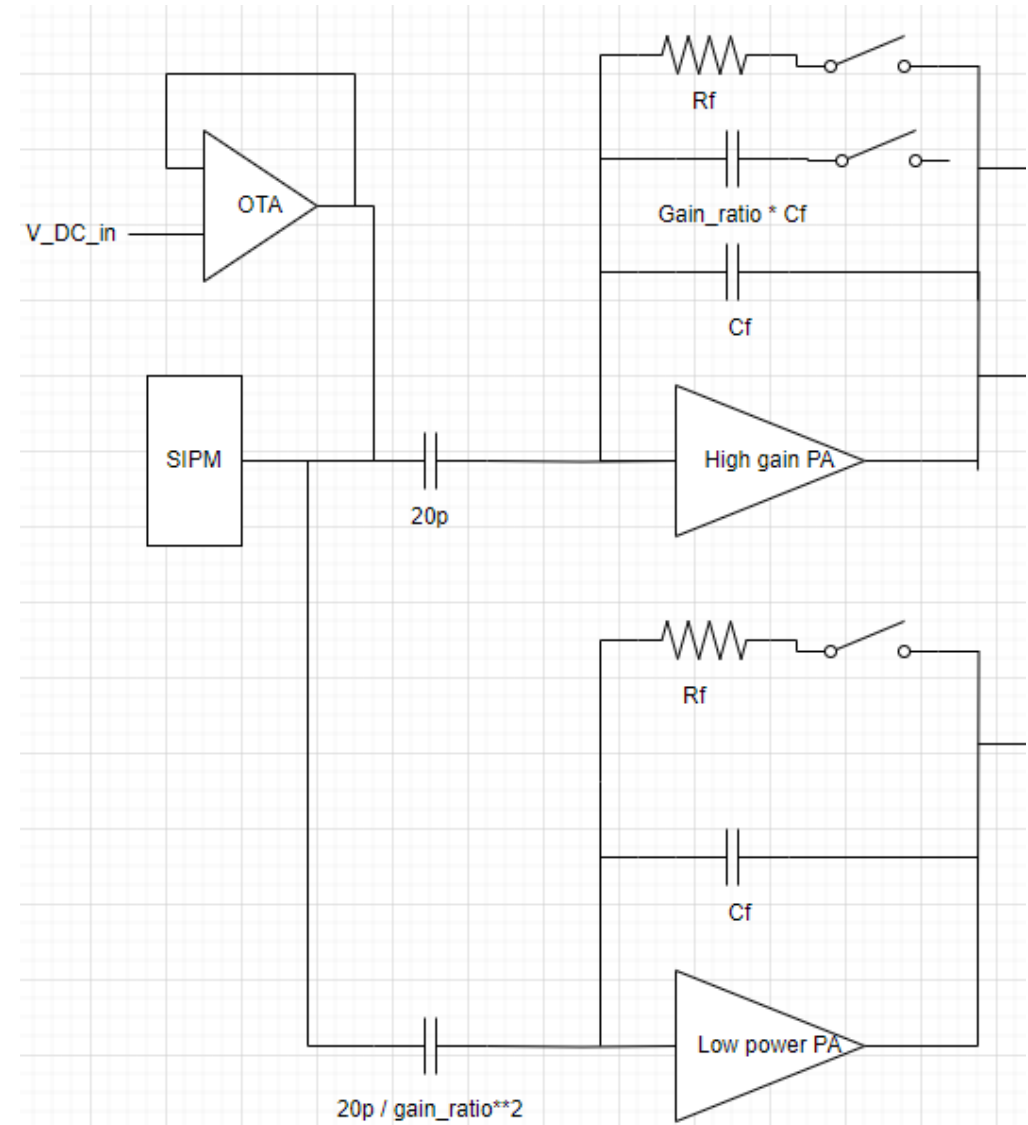 Rf
OTA
Gain_ratio * Cf
V_DC_in
Cf
SIPM
High gain PA
20p
Rf
Cf
Low power PA
20p / gain_ratio**2